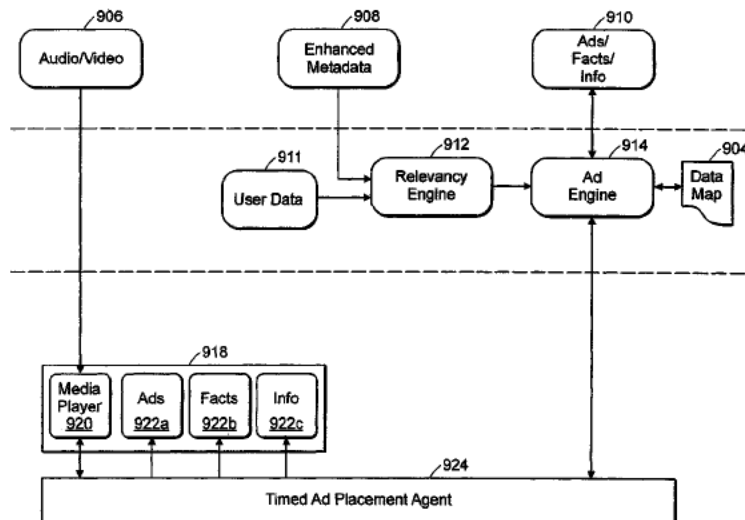 906
908
910
Audio/Video
Enhanced
Metadata
Ads/
Facts/
Info
911
912
914
904
User Data
Relevancy
Engine
Ad
Engine
Data
Map
918
Media
Player
920
Ads
922a
Facts
922b
Info
922c
924
Timed Ad Placement Agent